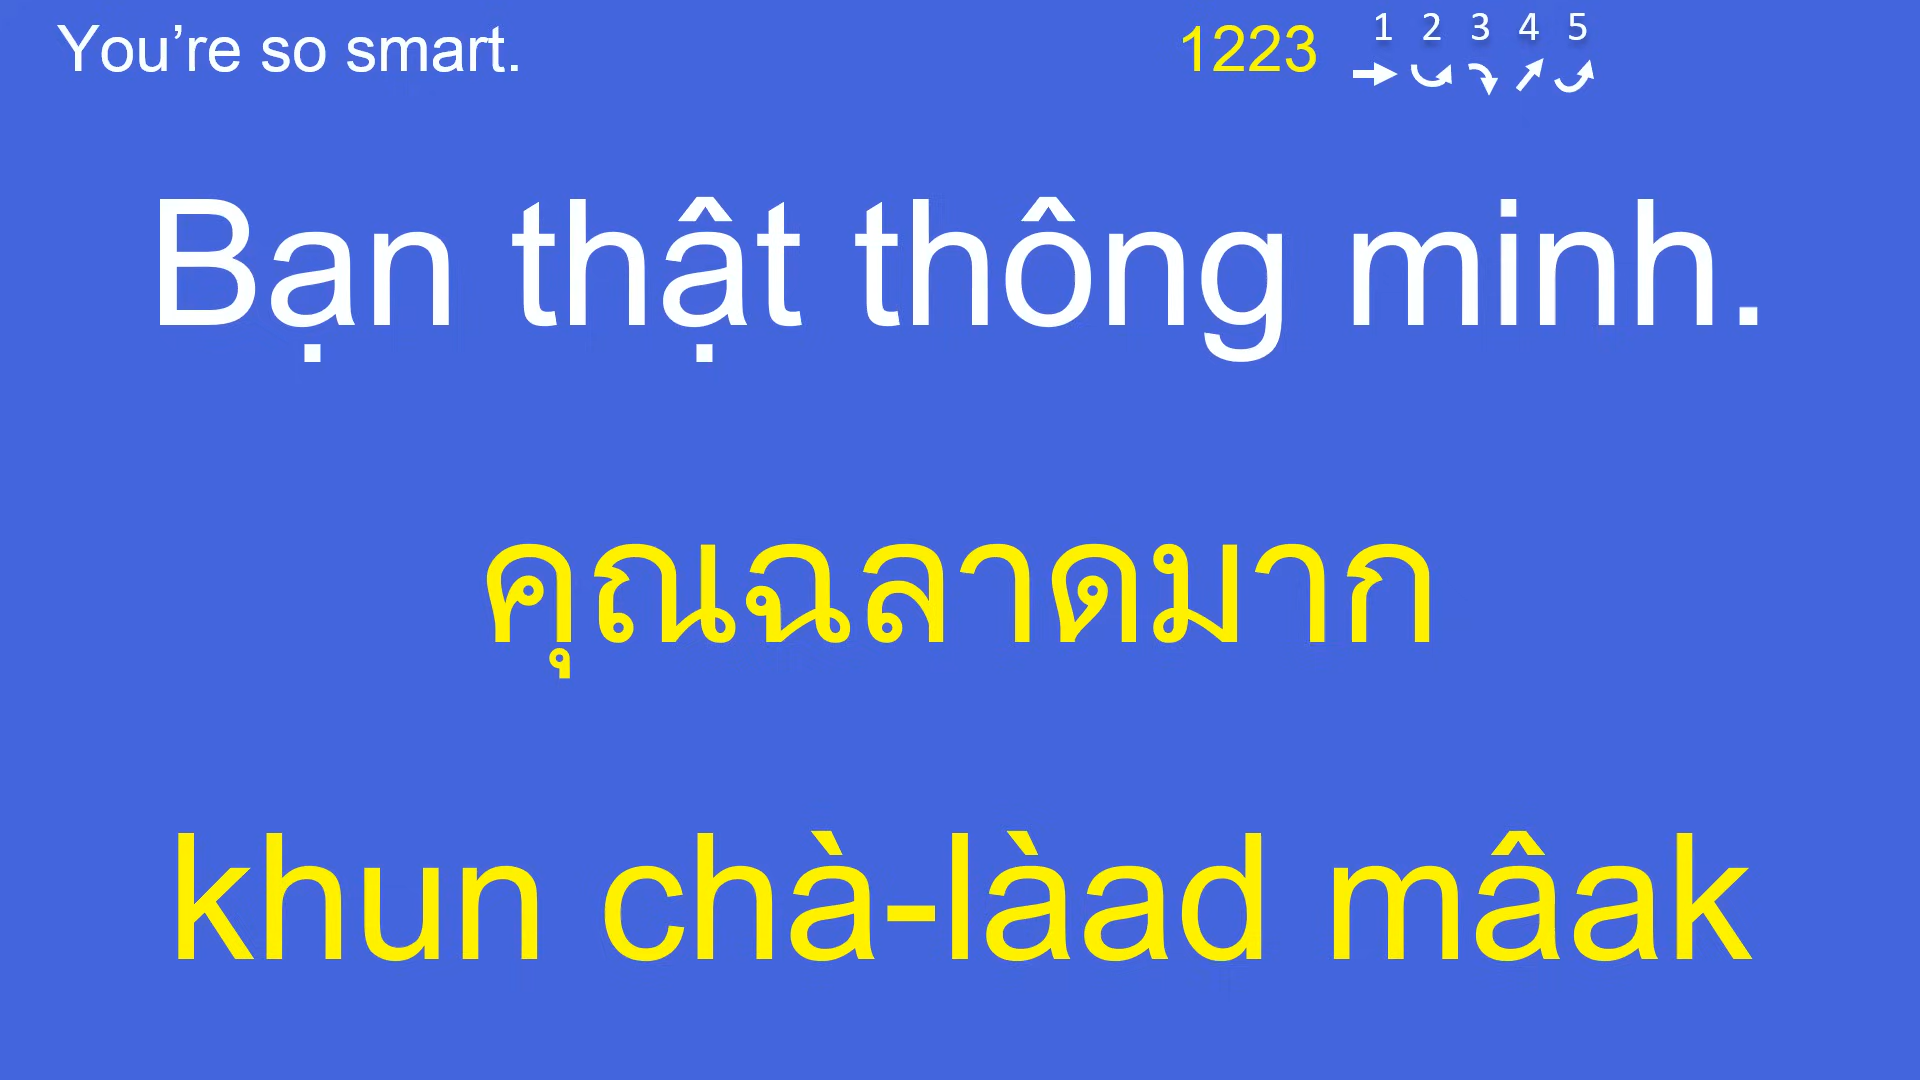 You’re so smart.
1223
1 2 3 4 5
Bạn thật thông minh.
คุณฉลาดมาก
khun chà-làad mâak